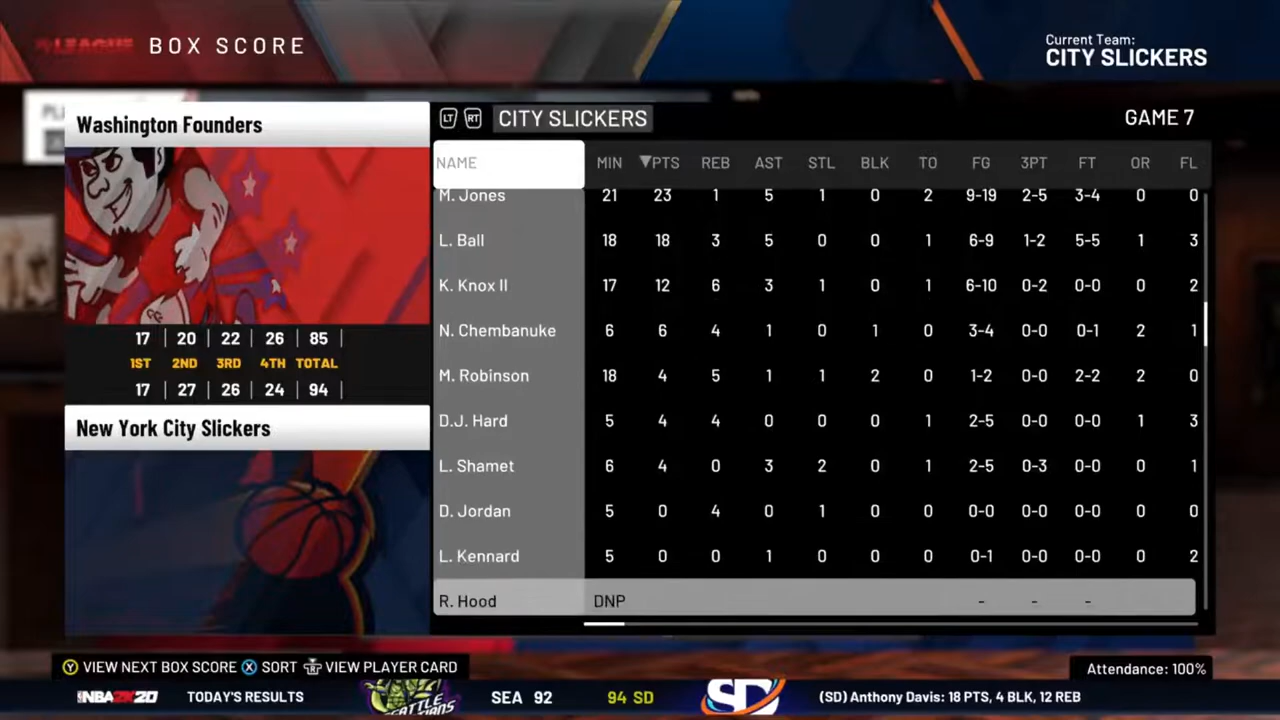 LEAGUE BOX SCORE
Current Team:
CITY SLICKERS
Washington Founders
17 | 20 | 22 | 26 | 85 |
1ST 2ND 3RD 4TH TOTAL
17 | 27 | 26 | 24 | 94 |
New York City Slickers
LT RT CITY SLICKERS GAME 7
NAME MIN ▼PTS REB AST STL BLK TO FG 3PT FT OR FL
M. Jones 21 23 1 5 1 0 2 9-19 2-5 3-4 0 0
L. Ball 18 18 3 5 0 0 1 6-9 1-2 5-5 1 3
K. Knox II 17 12 6 3 1 0 1 6-10 0-2 0-0 0 2
N. Chembanuke 6 6 4 1 0 1 0 3-4 0-0 0-1 2 1
M. Robinson 18 4 5 1 1 2 0 1-2 0-0 2-2 2 0
D.J. Hard 5 4 4 0 0 0 1 2-5 0-0 0-0 1 3
L. Shamet 6 4 0 3 2 0 1 2-5 0-3 0-0 0 1
D. Jordan 5 0 4 0 1 0 0 0-0 0-0 0-0 0 0
L. Kennard 5 0 0 1 0 0 0 0-1 0-0 0-0 0 2
R. Hood DNP - - -
Y VIEW NEXT BOX SCORE X SORT R VIEW PLAYER CARD
Attendance: 100%
NBA2K20 TODAY'S RESULTS SEA 92 94 SD SD (SD) Anthony Davis: 18 PTS, 4 BLK, 12 REB